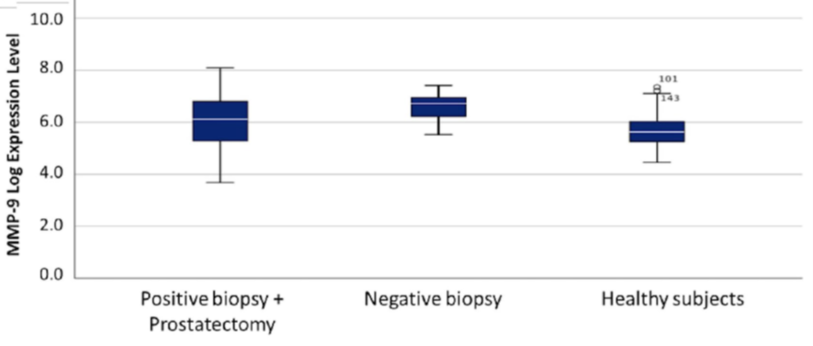 MMP-9 Log Expression Level
10.0
8.0
6.0
4.0
2.0
0.0
101
143
Positive biopsy +
Prostatectomy
Negative biopsy
Healthy subjects